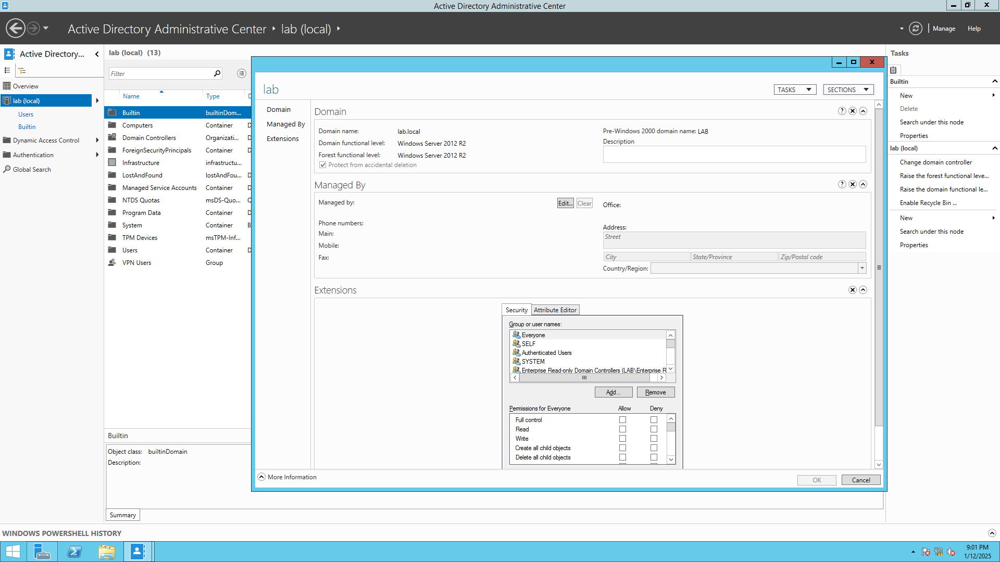 Active Directory Administrative Center
Active Directory Administrative Center ‣ lab (local) ‣
Manage
Help
Active Directory...
Overview
lab (local)
Users
Builtin
Dynamic Access Control
Authentication
Global Search
lab (local) (13)
Filter
Name
Type
D
Builtin builtinDom...
Computers Container D
Domain Controllers Organizati... D
ForeignSecurityPrincipals Container D
Infrastructure infrastructu...
LostAndFound lostAndFou... D
Managed Service Accounts Container D
NTDS Quotas msDS-Quo... Q
Program Data Container D
System Container B
TPM Devices msTPM-Inf...
Users Container D
VPN Users Group
Builtin
Object class: builtinDomain
Description:
Summary
lab
TASKS
SECTIONS
Domain
Managed By
Extensions
Domain
Domain name: lab.local
Domain functional level: Windows Server 2012 R2
Forest functional level: Windows Server 2012 R2
Protect from accidental deletion
Pre-Windows 2000 domain name: LAB
Description
Managed By
Managed by:
Edit...
Clear
Office:
Phone numbers:
Main:
Mobile:
Fax:
Address:
Street
City
State/Province
Zip/Postal code
Country/Region:
Extensions
Security
Attribute Editor
Group or user names:
Everyone
SELF
Authenticated Users
SYSTEM
Enterprise Read-only Domain Controllers (LAB\Enterprise R
Add...
Remove
Permissions for Everyone Allow Deny
Full control
Read
Write
Create all child objects
Delete all child objects
More Information
OK
Cancel
Tasks
Builtin
New
Delete
Search under this node
Properties
lab (local)
Change domain controller
Raise the forest functional leve...
Raise the domain functional le...
Enable Recycle Bin ...
New
Search under this node
Properties
WINDOWS POWERSHELL HISTORY
9:01 PM
1/12/2025